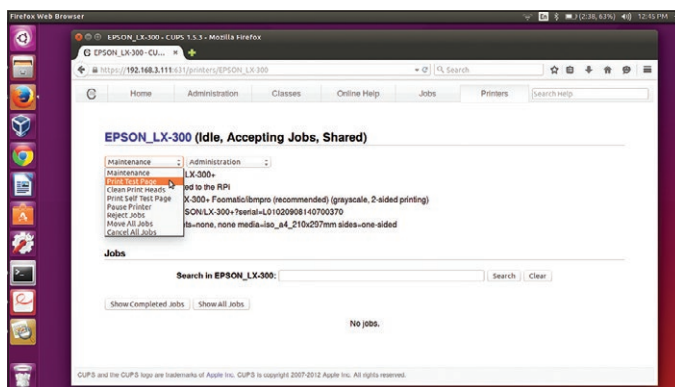 Firefox Web Browser
En
(2:38, 63%)
12:45 PM
EPSON_LX-300 - CUPS 1.5.3 - Mozilla Firefox
EPSON_LX-300 - CU...
https://192.168.3.111:631/printers/EPSON_LX-300
Search
Home Administration Classes Online Help Jobs Printers Search Help
EPSON_LX-300 (Idle, Accepting Jobs, Shared)
Maintenance Administration
Maintenance
LX-300+
Print Test Page
ed to the RPi
Clean Print Heads
Print Self Test Page
X-300+ Foomatic/ibmpro (recommended) (grayscale, 2-sided printing)
Pause Printer
SON/LX-300+?serial=L01020908140700370
Reject Jobs
Move All Jobs
ts=none, none media=iso_a4_210x297mm sides=one-sided
Cancel All Jobs
Jobs
Search in EPSON_LX-300: Search Clear
Show Completed Jobs Show All Jobs
No jobs.
CUPS and the CUPS logo are trademarks of Apple Inc. CUPS is copyright 2007-2012 Apple Inc. All rights reserved.